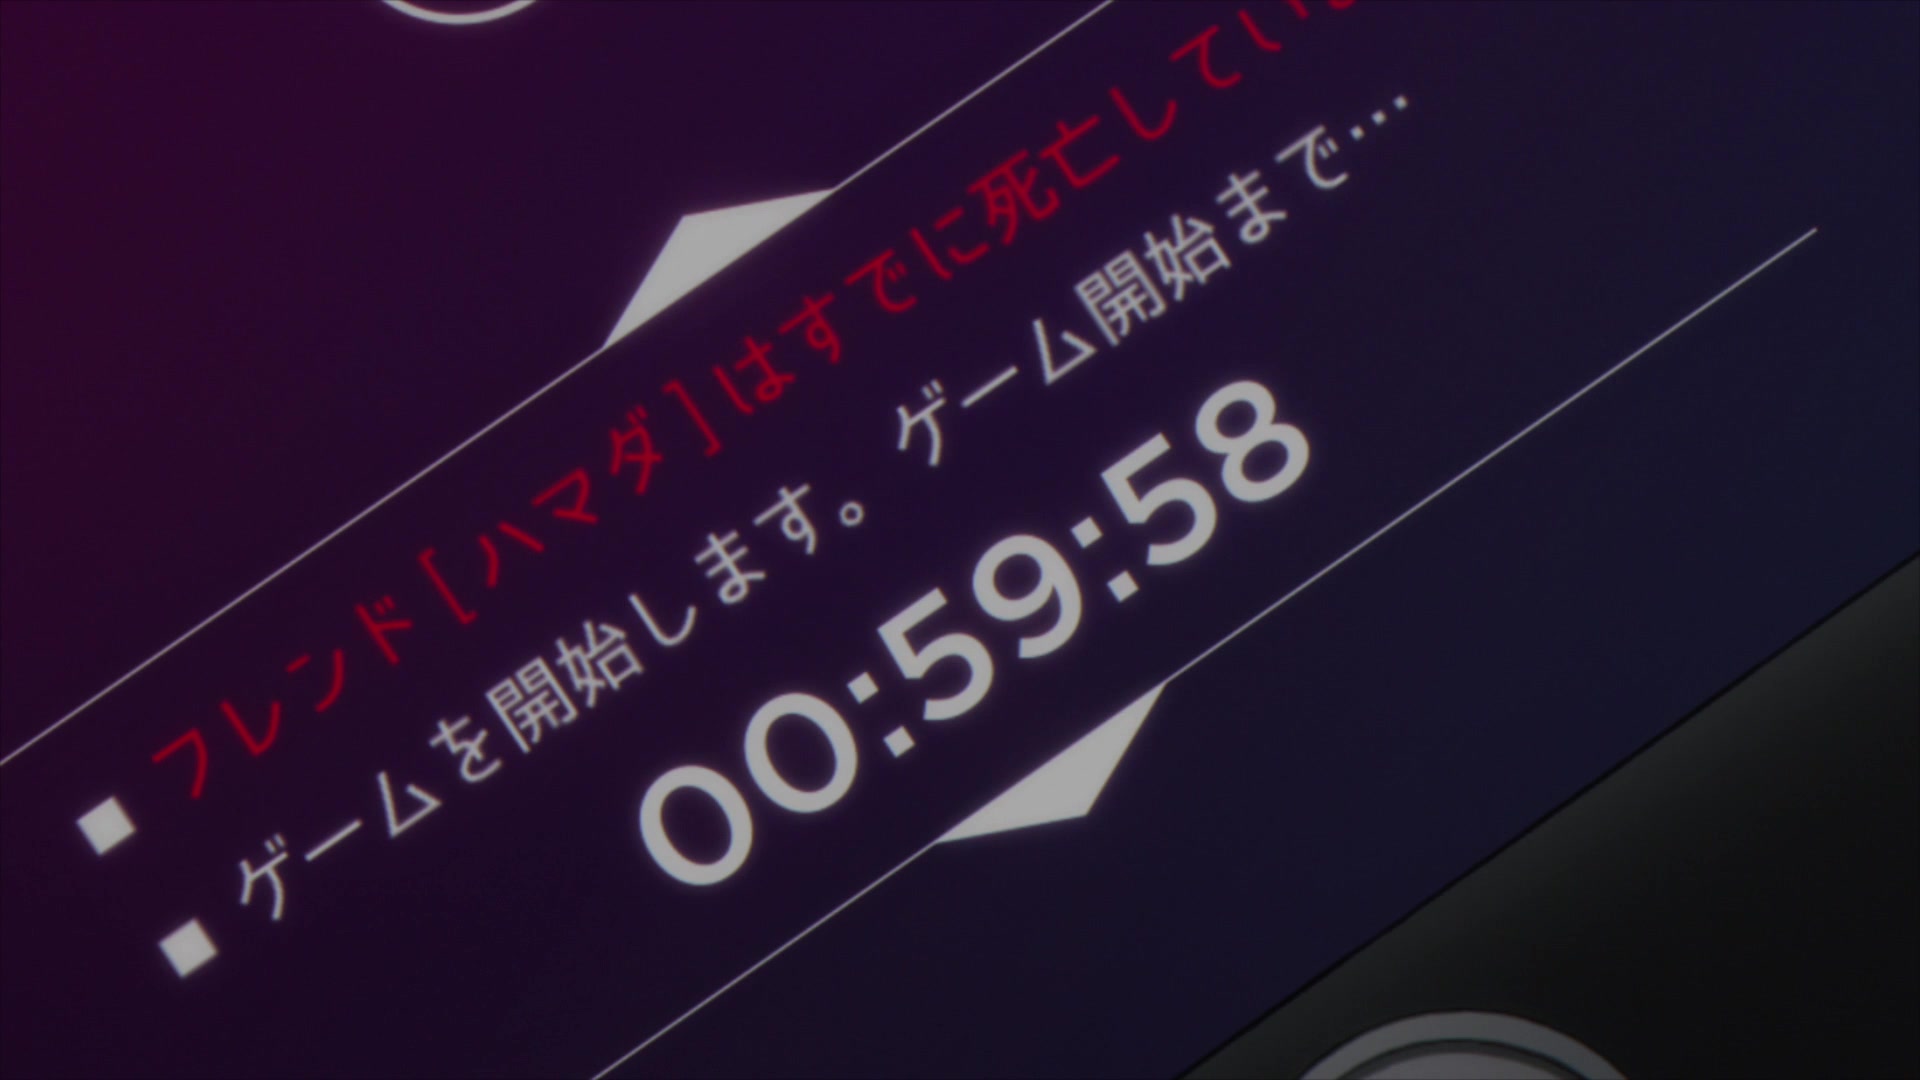 ■ フレンド[ハマダ]はすでに死亡してい
■ ゲームを開始します。ゲーム開始まで…
00:59:58